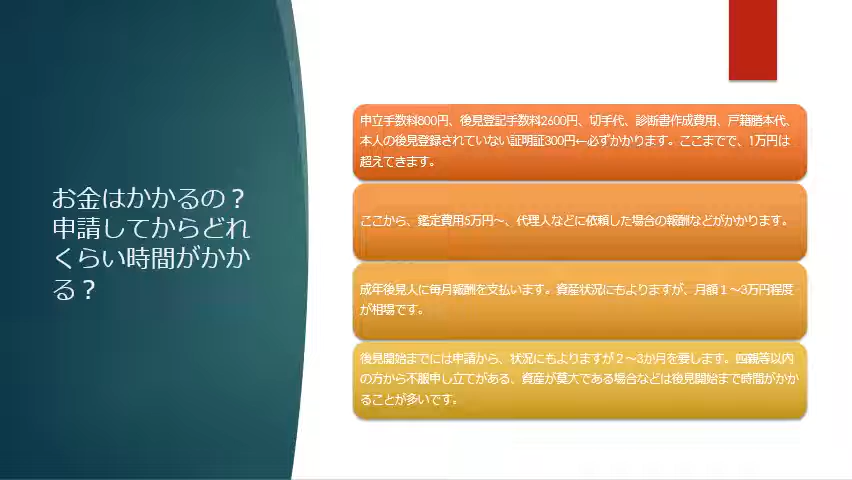 お金はかかるの？
申請してからどれ
くらい時間がかか
る？
申立手数料800円、後見登記手数料2600円、切手代、診断書作成費用、戸籍謄本代、
本人の後見登録されていない証明証300円←必ずかかります。ここまでで、1万円は
超えてきます。
ここから、鑑定費用5万円～、代理人などに依頼した場合の報酬などがかかります。
成年後見人に毎月報酬を支払います。資産状況にもよりますが、月額１～3万円程度
が相場です。
後見開始までには申請から、状況にもよりますが２～3か月を要します。四親等以内
の方から不服申し立てがある、資産が莫大である場合などは後見開始まで時間がかか
ることが多いです。